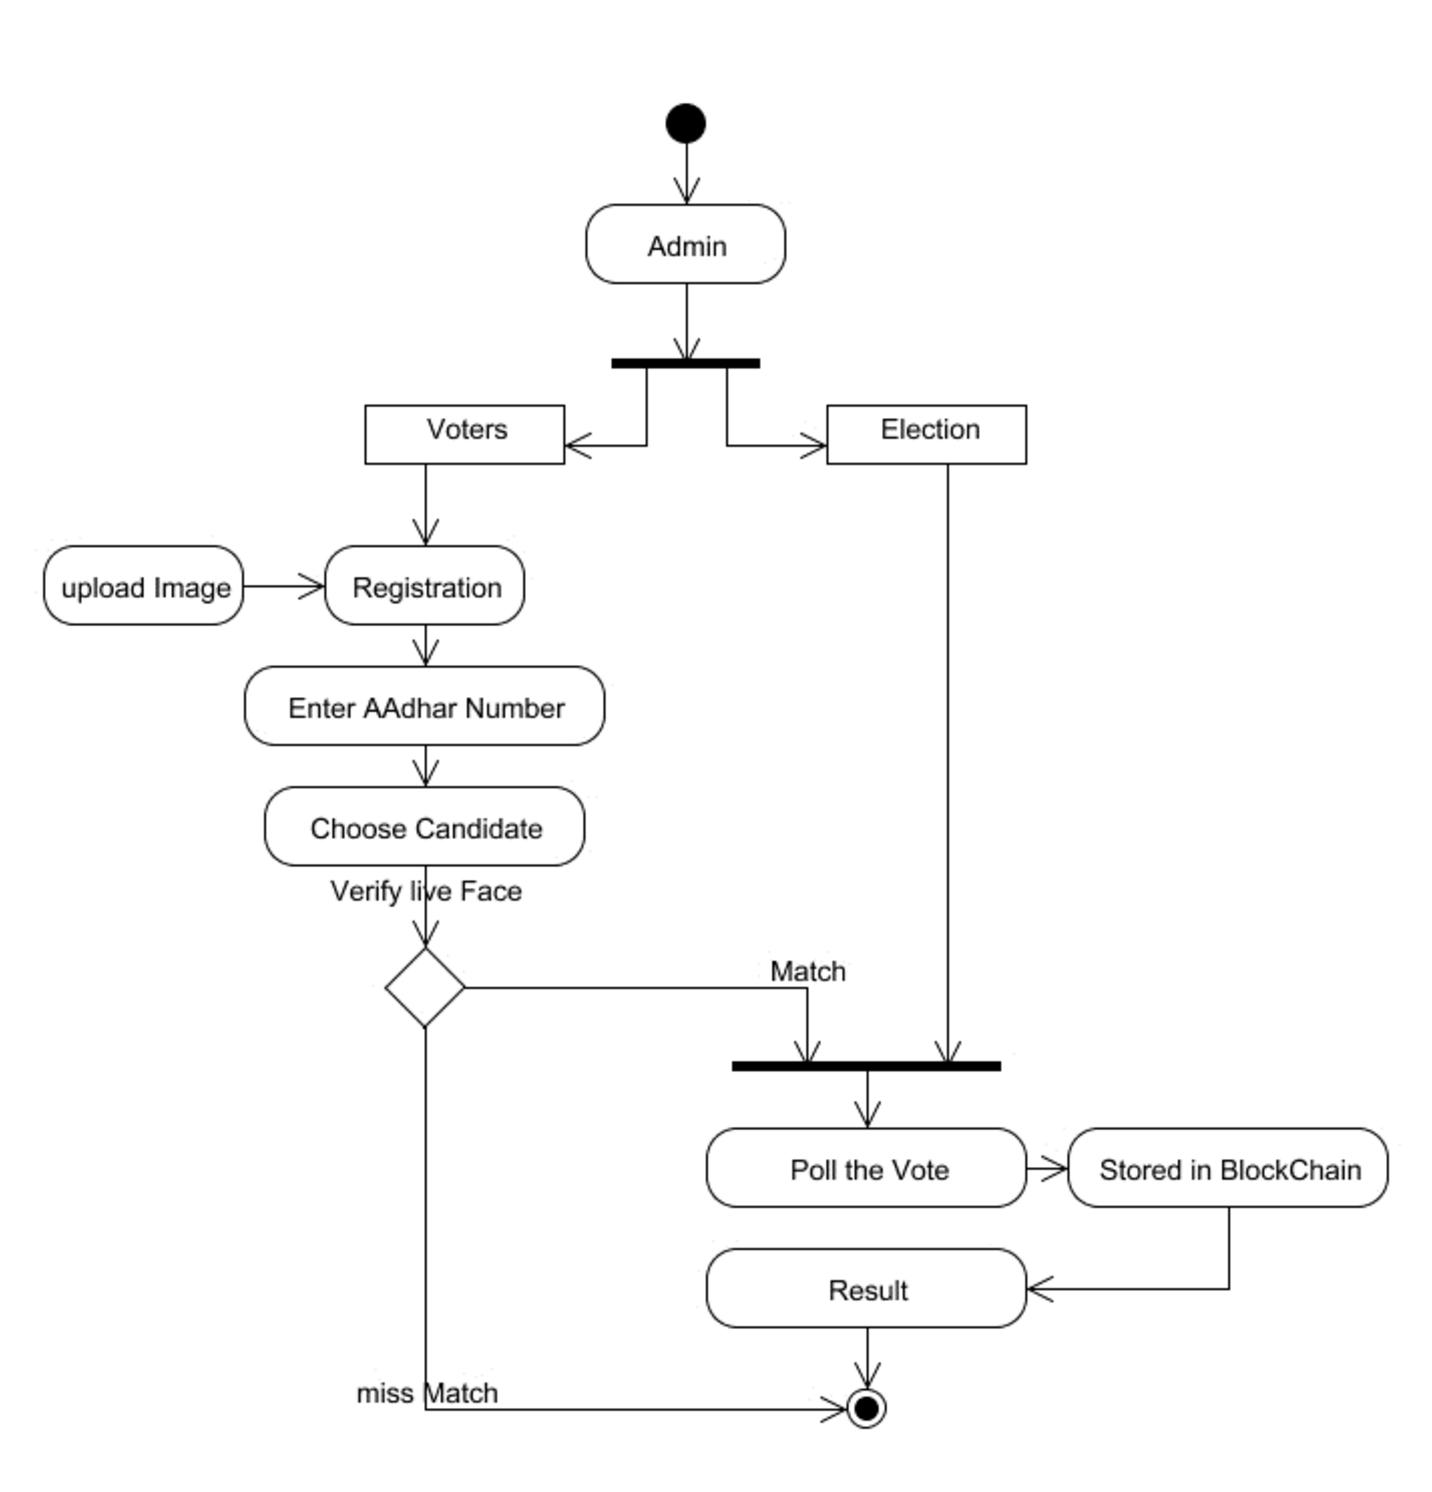 Admin
Voters
Election
upload Image
Registration
Enter AAdhar Number
Choose Candidate
Verify live Face
Match
Poll the Vote
Stored in BlockChain
Result
miss Match